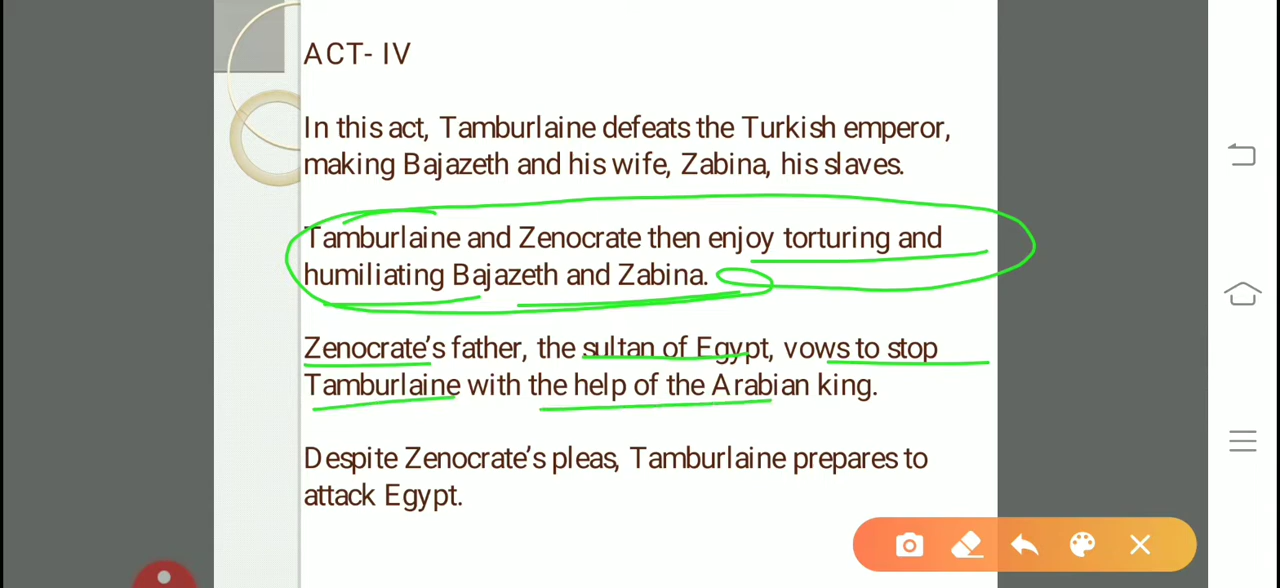 ACT- IV
In this act, Tamburlaine defeats the Turkish emperor,
making Bajazeth and his wife, Zabina, his slaves.
Tamburlaine and Zenocrate then enjoy torturing and
humiliating Bajazeth and Zabina.
Zenocrate's father, the sultan of Egypt, vows to stop
Tamburlaine with the help of the Arabian king.
Despite Zenocrate's pleas, Tamburlaine prepares to
attack Egypt.